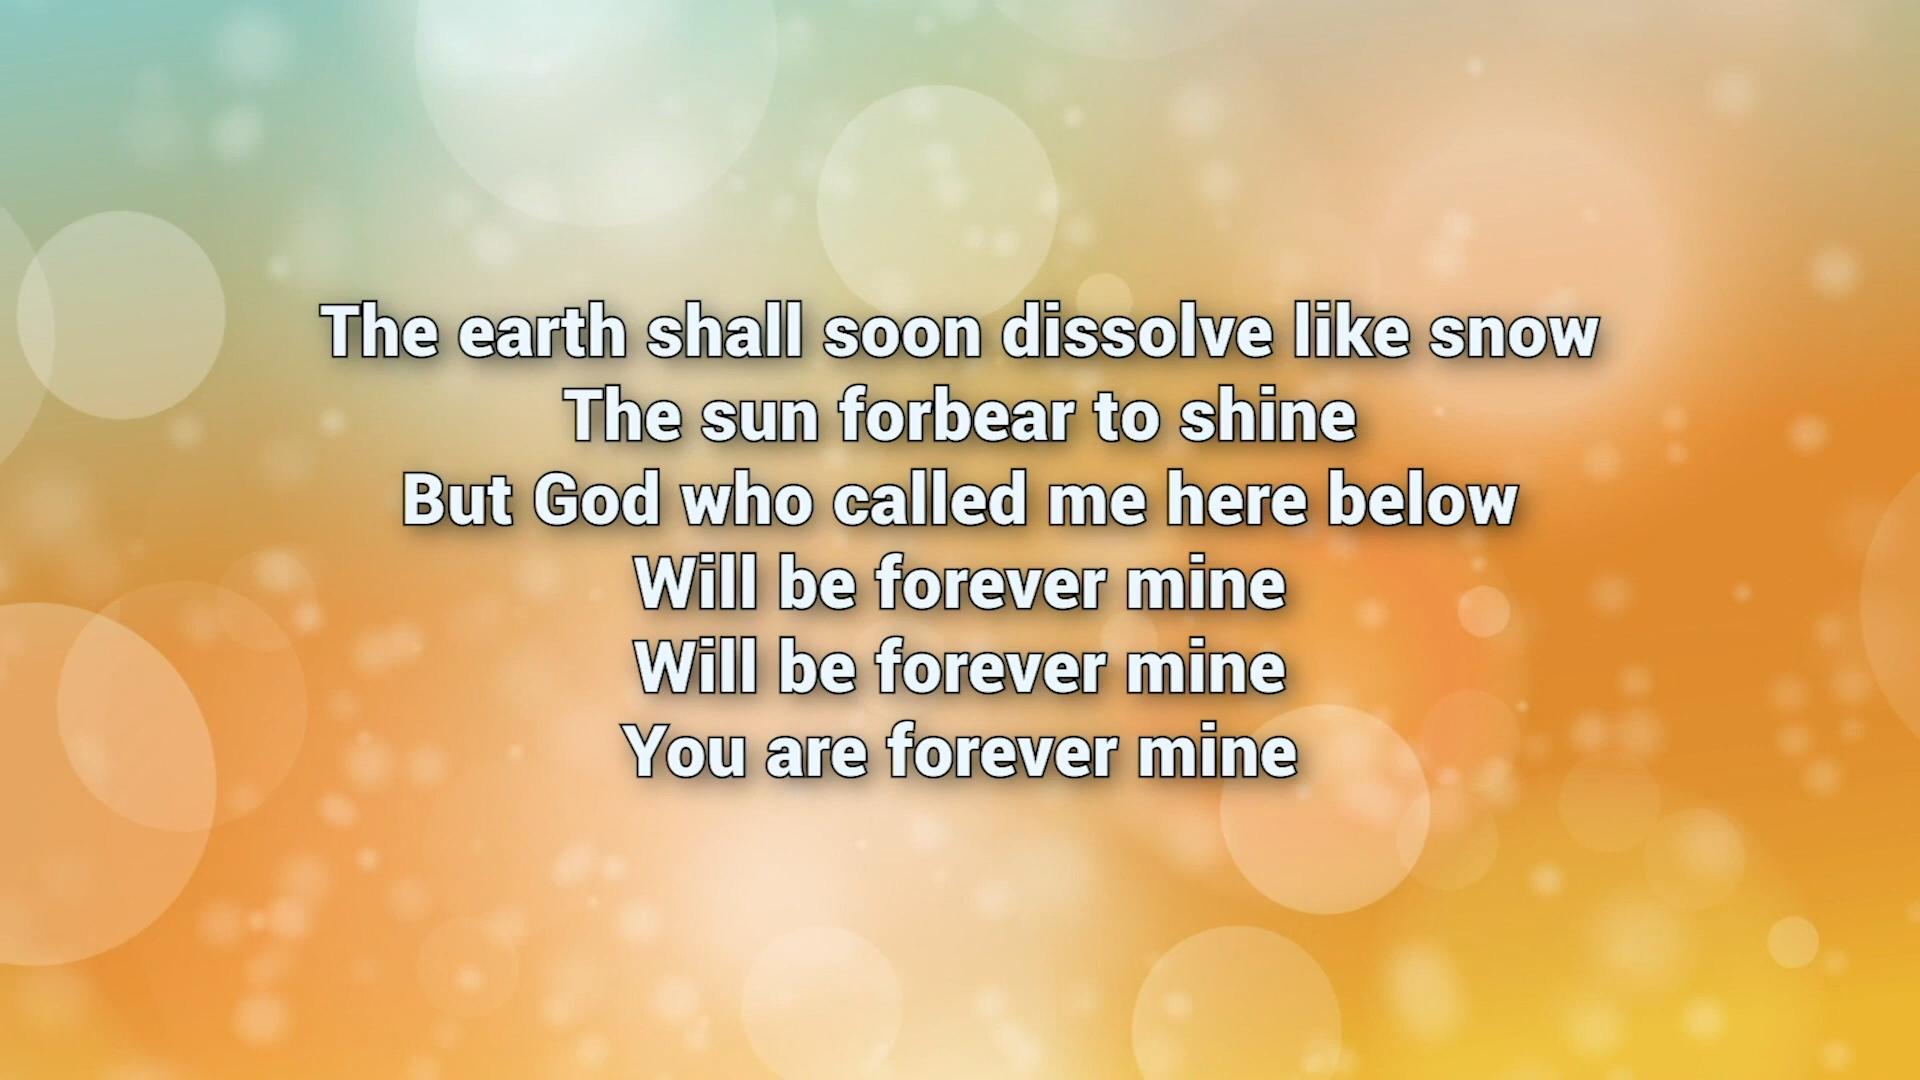 The earth shall soon dissolve like snow
The sun forbear to shine
But God who called me here below
Will be forever mine
Will be forever mine
You are forever mine